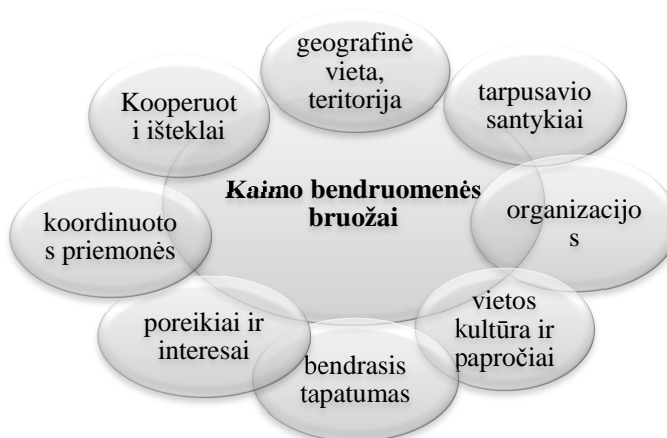 geografinė
vieta,
teritorija
tarpusavio
santykiai
organizacijo
s
vietos
kultūra ir
papročiai
bendrasis
tapatumas
poreikiai ir
interesai
koordinuoto
s priemonės
Kooperuot
i ištekla​i
Kaimo bendruomenės
bruožai